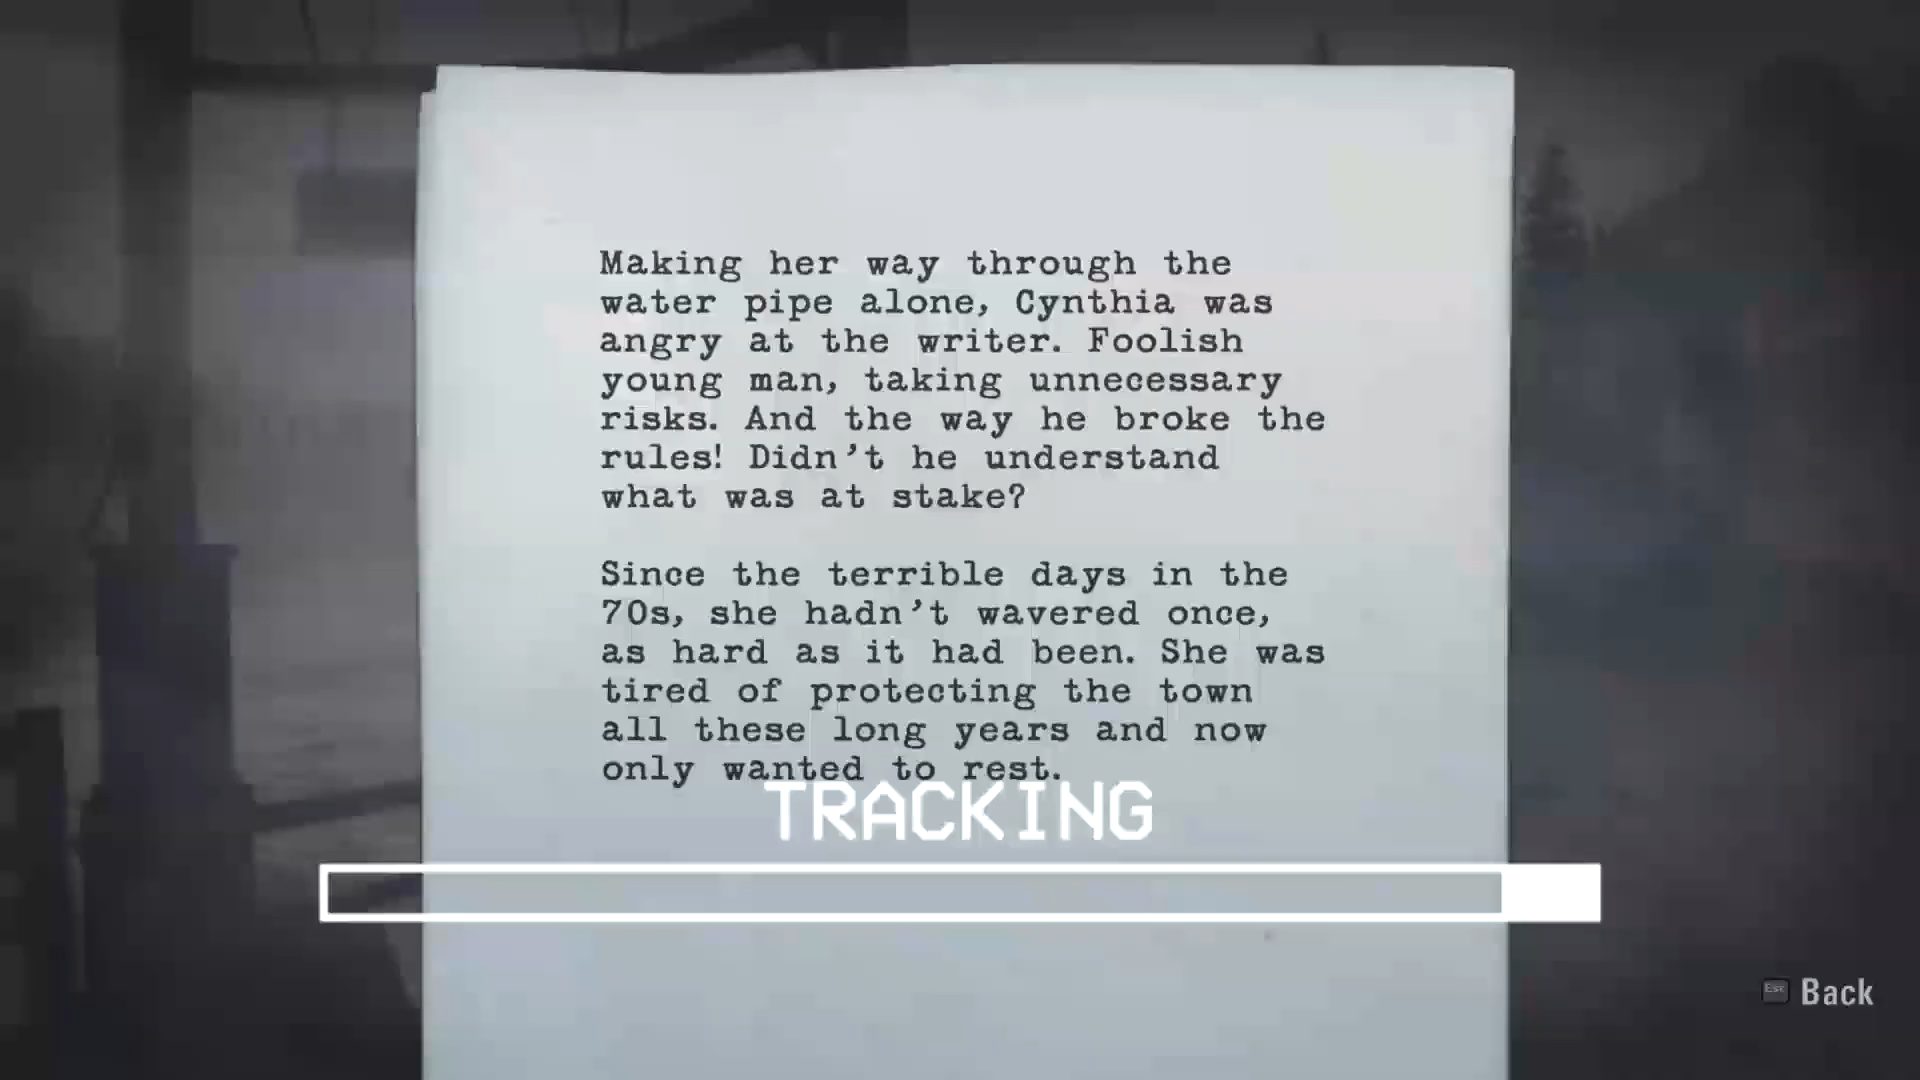 Making her way through the
water pipe alone, Cynthia was
angry at the writer. Foolish
young man, taking unnecessary
risks. And the way he broke the
rules! Didn't he understand
what was at stake?
Since the terrible days in the
70s, she hadn't wavered once,
as hard as it had been. She was
tired of protecting the town
all these long years and now
only wanted to rest.
TRACKING
Esc Back